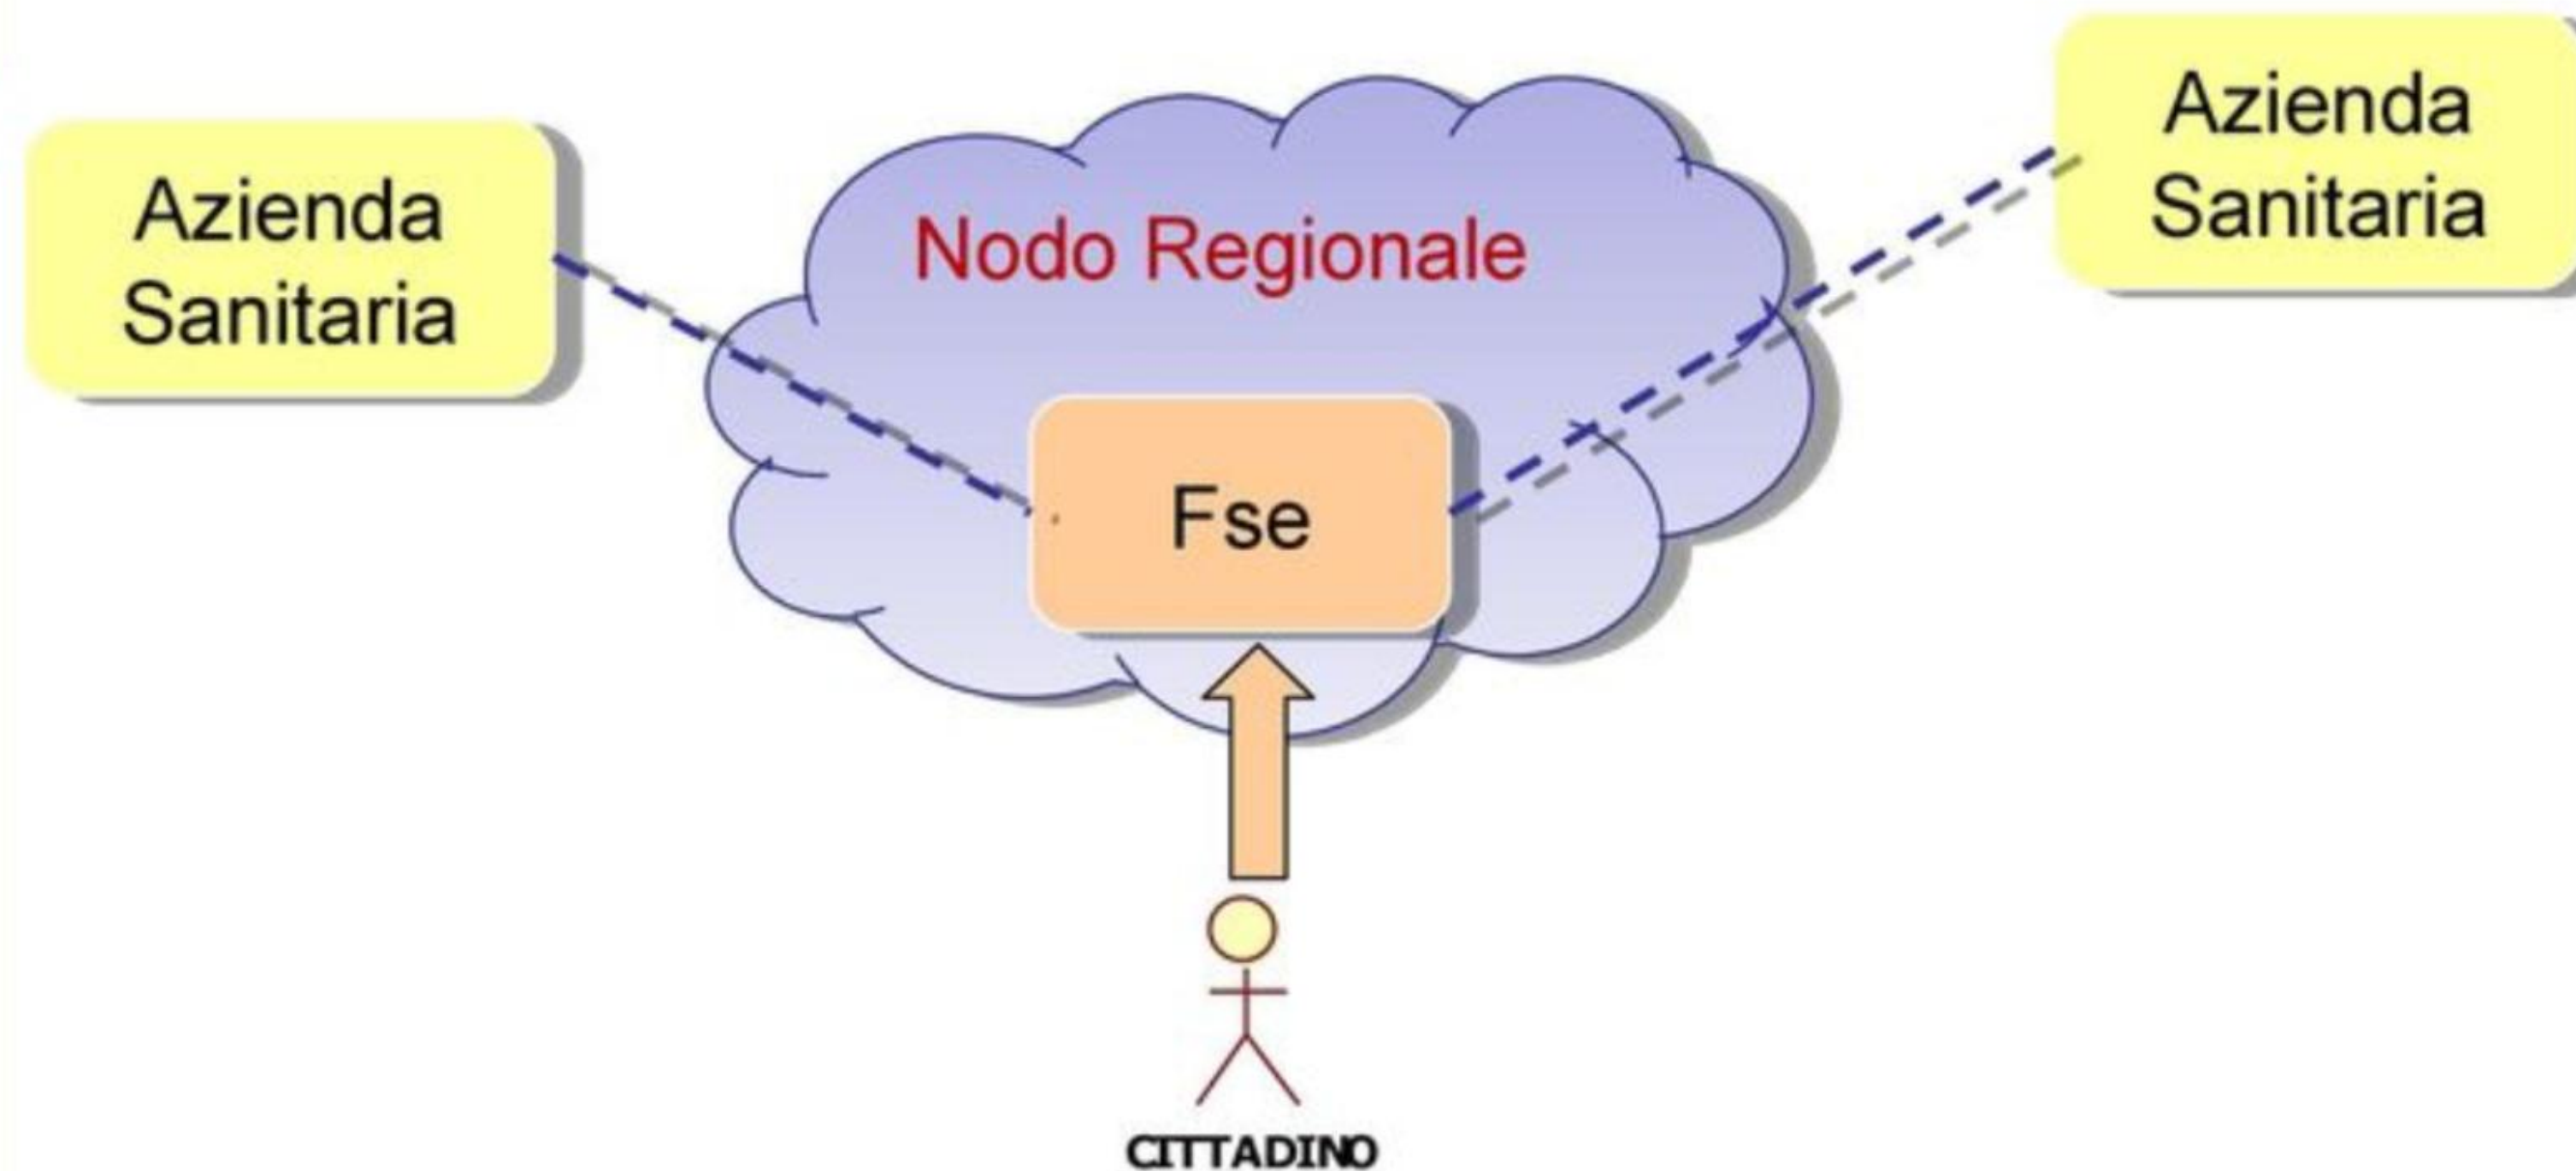 Azienda
Sanitaria
Nodo Regionale
Azienda
Sanitaria
Fse
CITTADINO